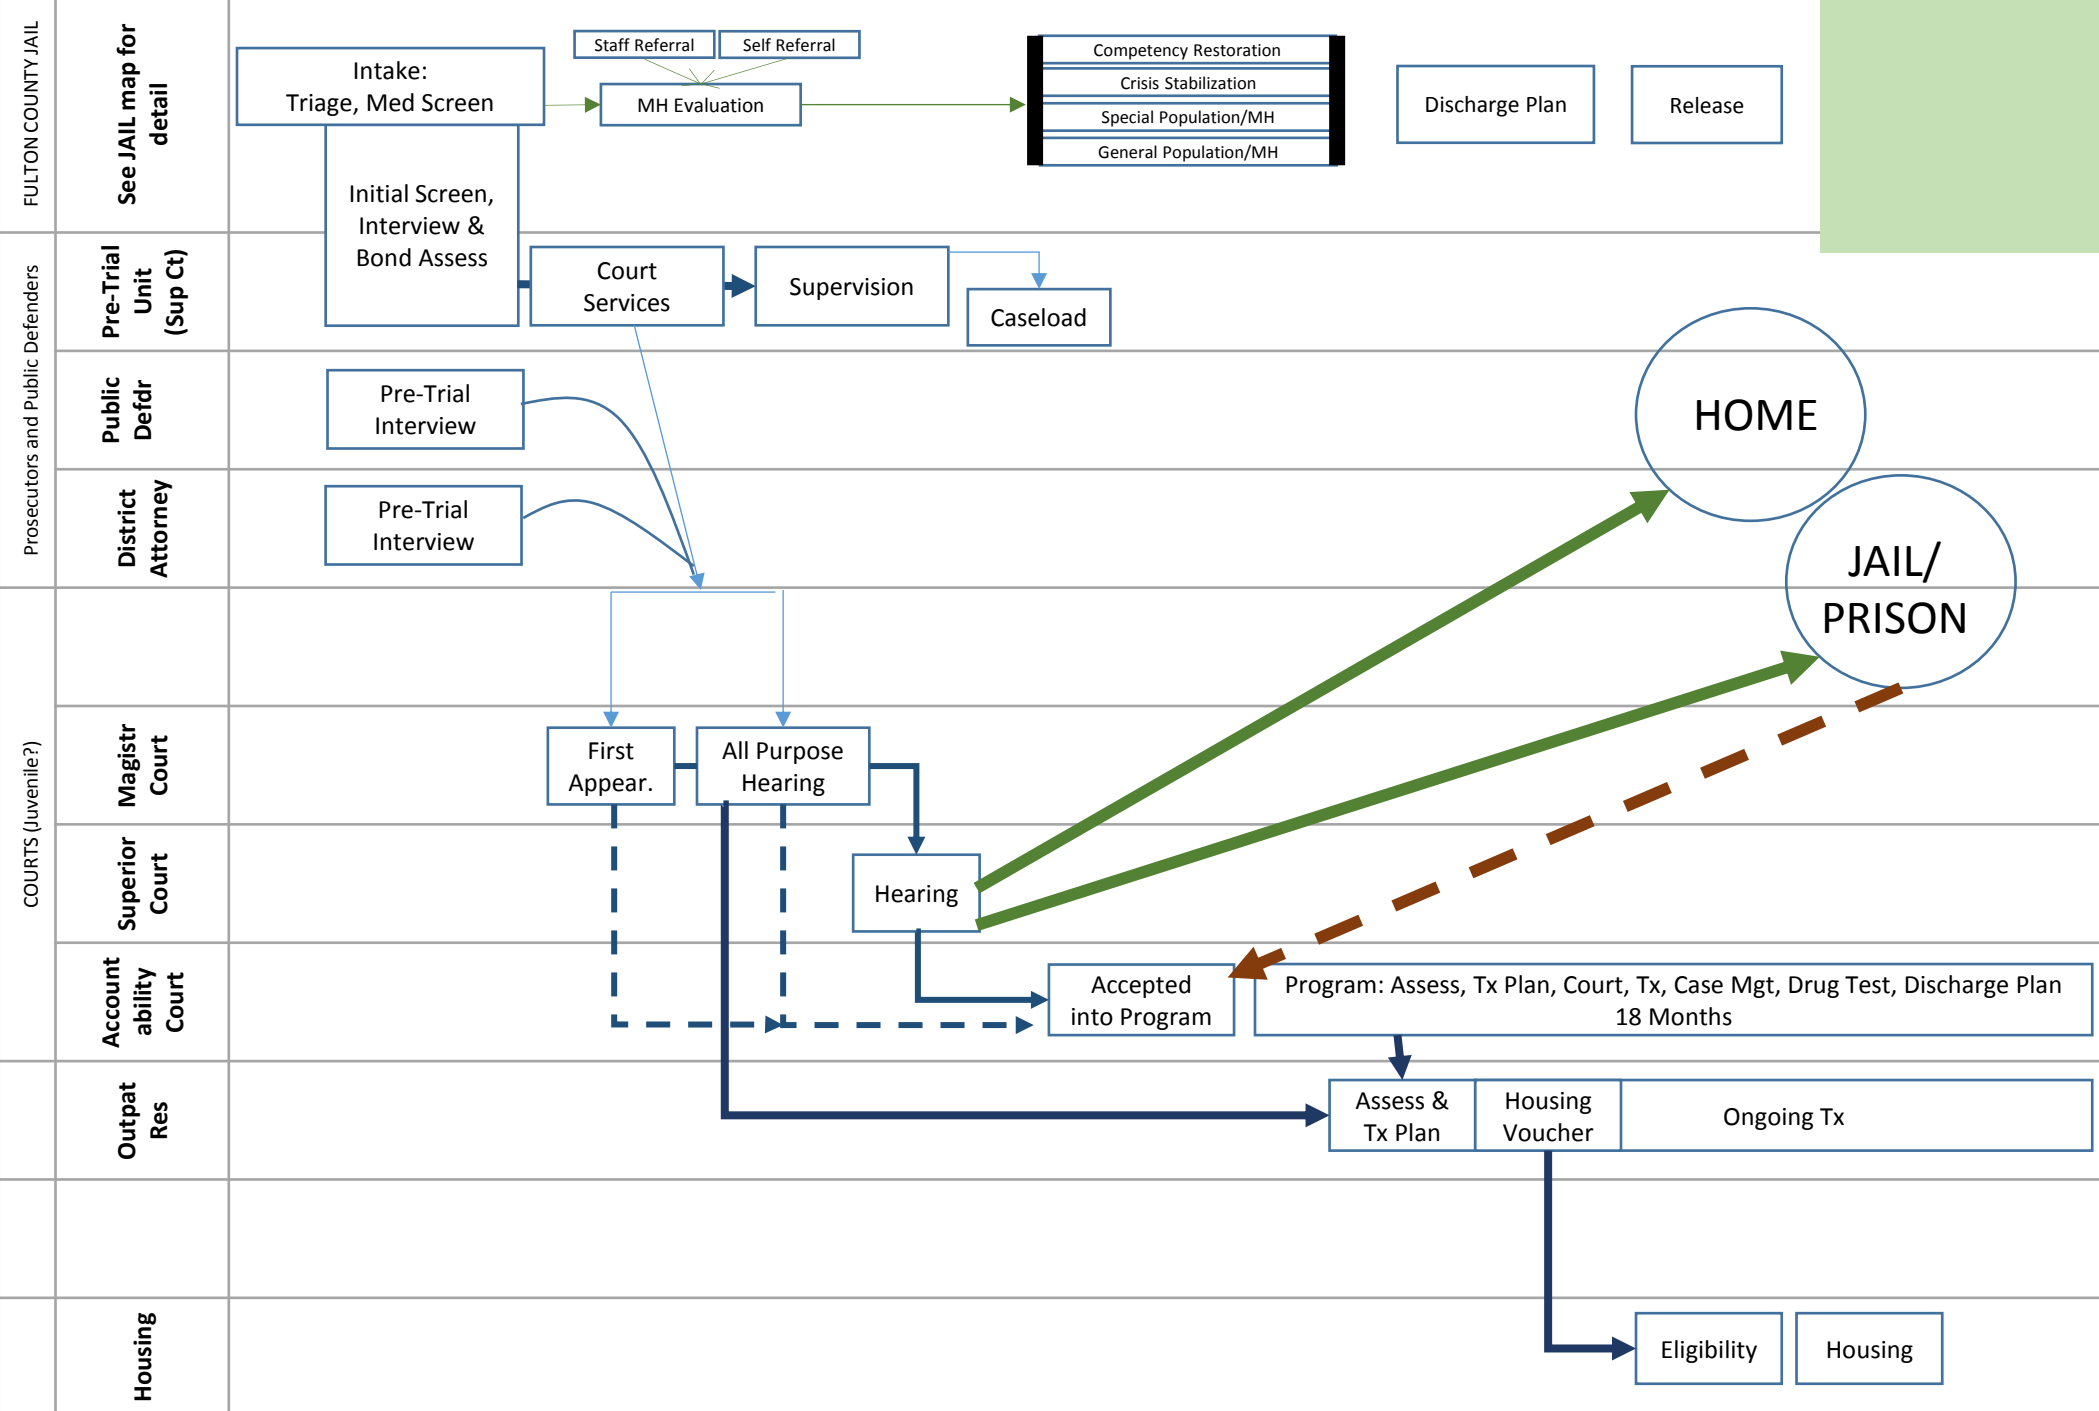 FULTON COUNTY JAIL
See JAIL map for
detail
Intake:
Triage, Med Screen
Staff Referral
Self Referral
MH Evaluation
Competency Restoration
Crisis Stabilization
Special Population/MH
General Population/MH
Discharge Plan
Release
Initial Screen,
Interview &
Bond Assess
Prosecutors and Public Defenders
Pre-Trial
Unit
(Sup Ct)
Court
Services
Supervision
Caseload
Public
Defdr
Pre-Trial
Interview
HOME
District
Attorney
Pre-Trial
Interview
JAIL/
PRISON
COURTS (Juvenile?)
Magistr
Court
First
Appear.
All Purpose
Hearing
Superior
Court
Hearing
Account
ability
Court
Accepted
into Program
Program: Assess, Tx Plan, Court, Tx, Case Mgt, Drug Test, Discharge Plan
18 Months
Outpat
Res
Assess &
Tx Plan
Housing
Voucher
Ongoing Tx
Housing
Eligibility
Housing